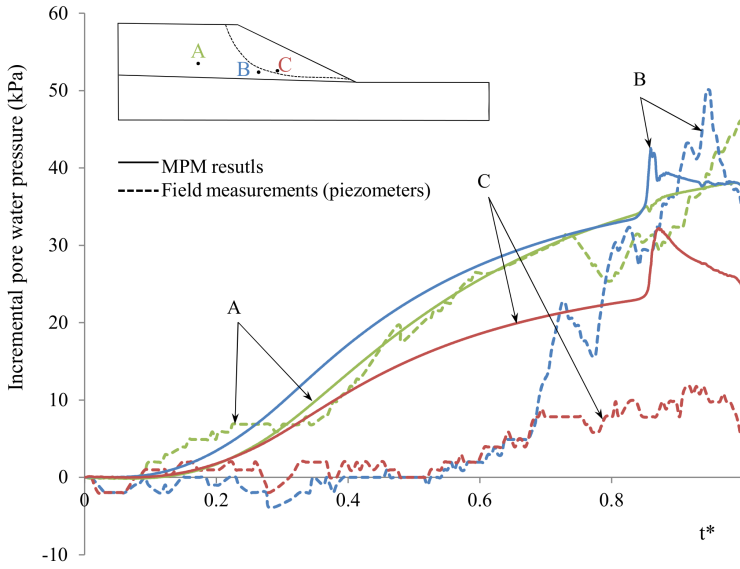 60
50
40
30
20
10
0
-10
Incremental pore water pressure (kPa)
A
B
C
MPM resutls
Field measurements (piezometers)
B
C
A
0
0.2
0.4
0.6
0.8
t*